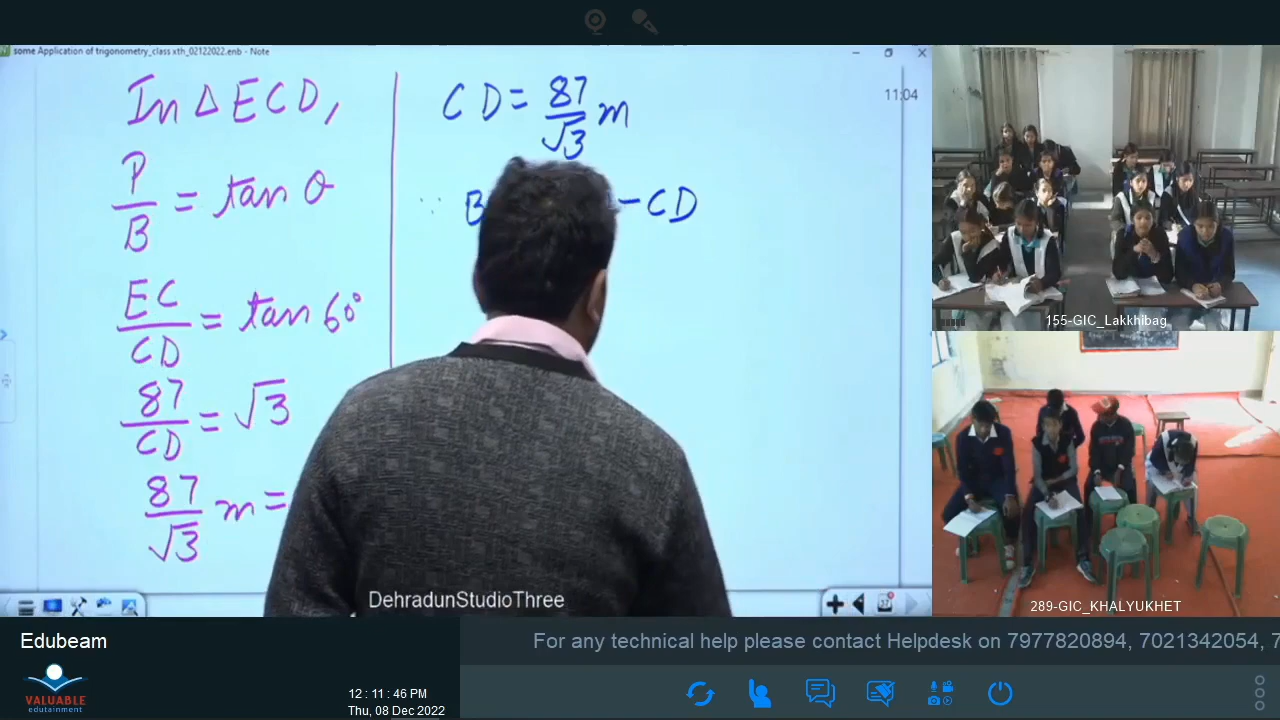 some Application of trigonometry_class xth_02122022.enb - Note
11:04
In Δ ECD,
P/B = tan θ
EC/CD = tan 60°
87/CD = √3
87/√3 m =
CD = 87/√3 m
∵ B
- CD
DehradunStudioThree
155-GIC_Lakkhibag
289-GIC_KHALYUKHET
Edubeam
For any technical help please contact Helpdesk on 7977820894, 7021342054, 7
VALUABLE
edutainment
12 : 11 : 46 PM
Thu, 08 Dec 2022